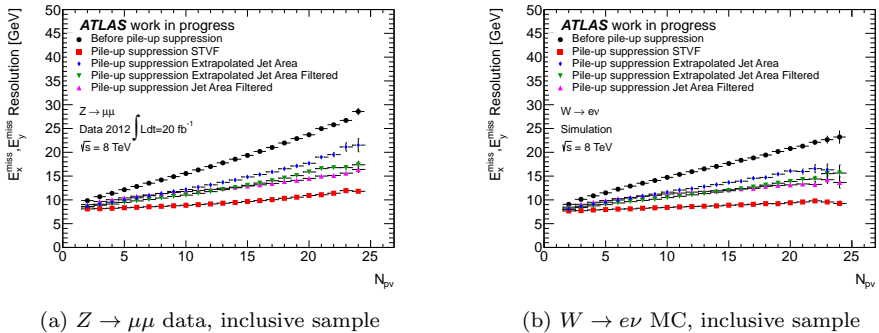 ATLAS work in progress
Before pile-up suppression
Pile-up suppression STVF
Pile-up suppression Extrapolated Jet Area
Pile-up suppression Extrapolated Jet Area Filtered
Pile-up suppression Jet Area Filtered
Z → μμ
Data 2012 ∫ Ldt=20 fb⁻¹
√s = 8 TeV
E_x^miss, E_y^miss Resolution [GeV]
50
45
40
35
30
25
20
15
10
5
0
0 5 10 15 20 25
N_pv
(a) Z → μμ data, inclusive sample
ATLAS work in progress
Before pile-up suppression
Pile-up suppression STVF
Pile-up suppression Extrapolated Jet Area
Pile-up suppression Extrapolated Jet Area Filtered
Pile-up suppression Jet Area Filtered
W → eν
Simulation
√s = 8 TeV
E_x^miss, E_y^miss Resolution [GeV]
50
45
40
35
30
25
20
15
10
5
0
0 5 10 15 20 25
N_pv
(b) W → eν MC, inclusive sample